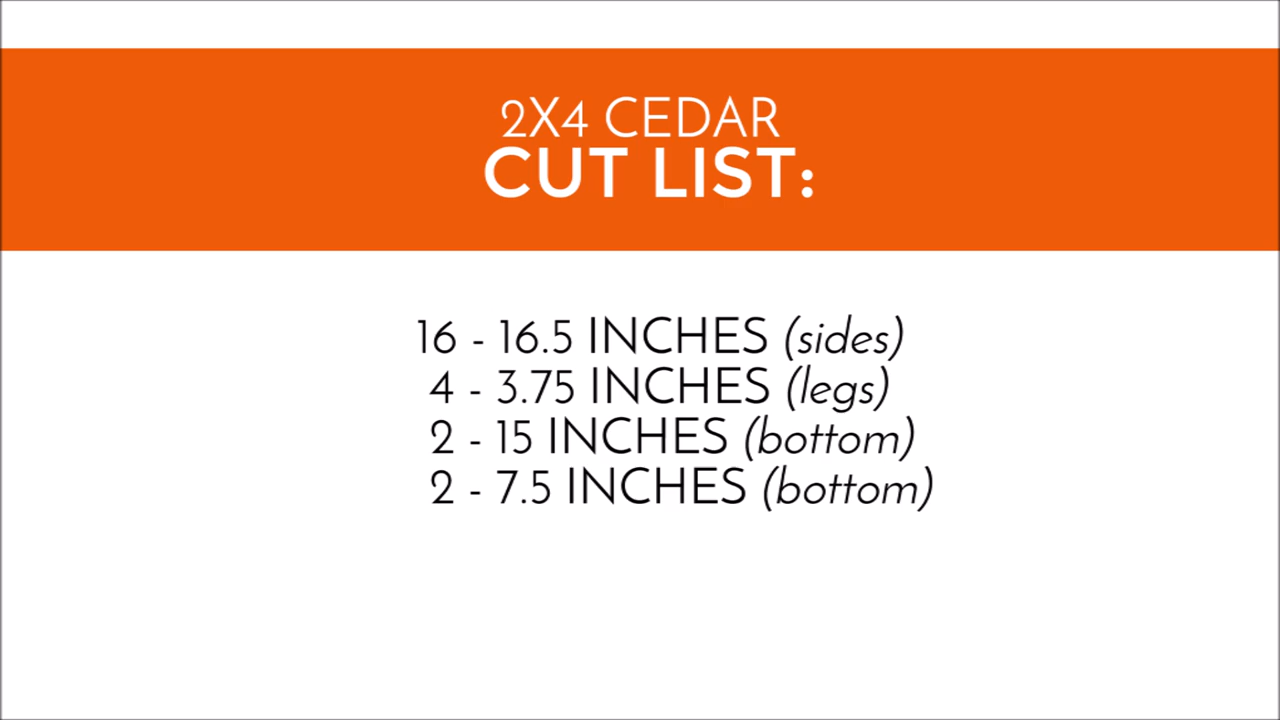 2X4 CEDAR
CUT LIST:
16 - 16.5 INCHES (sides)
4 - 3.75 INCHES (legs)
2 - 15 INCHES (bottom)
2 - 7.5 INCHES (bottom)